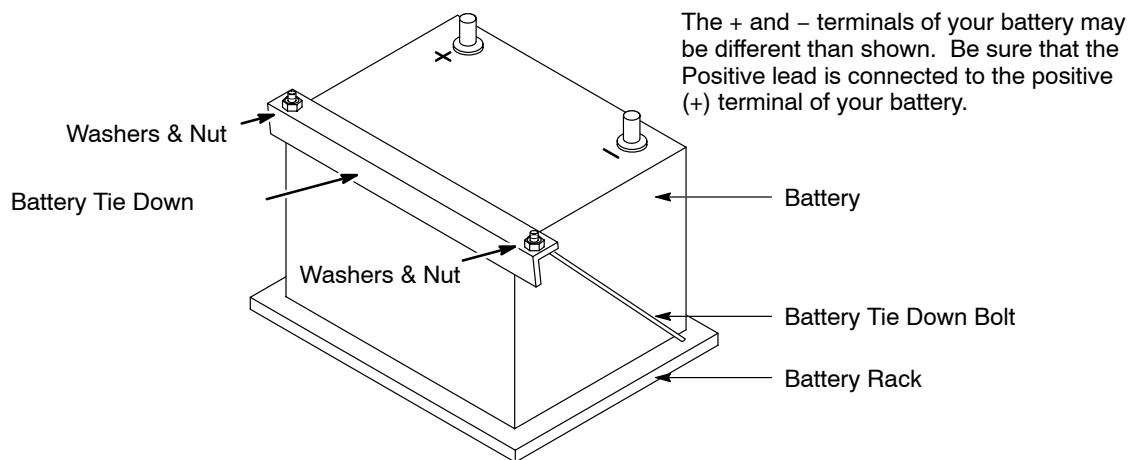 The + and − terminals of your battery may
be different than shown.  Be sure that the
Positive lead is connected to the positive
(+) terminal of your battery.
+
−
Washers & Nut
Battery Tie Down
Washers & Nut
Battery
Battery Tie Down Bolt
Battery Rack